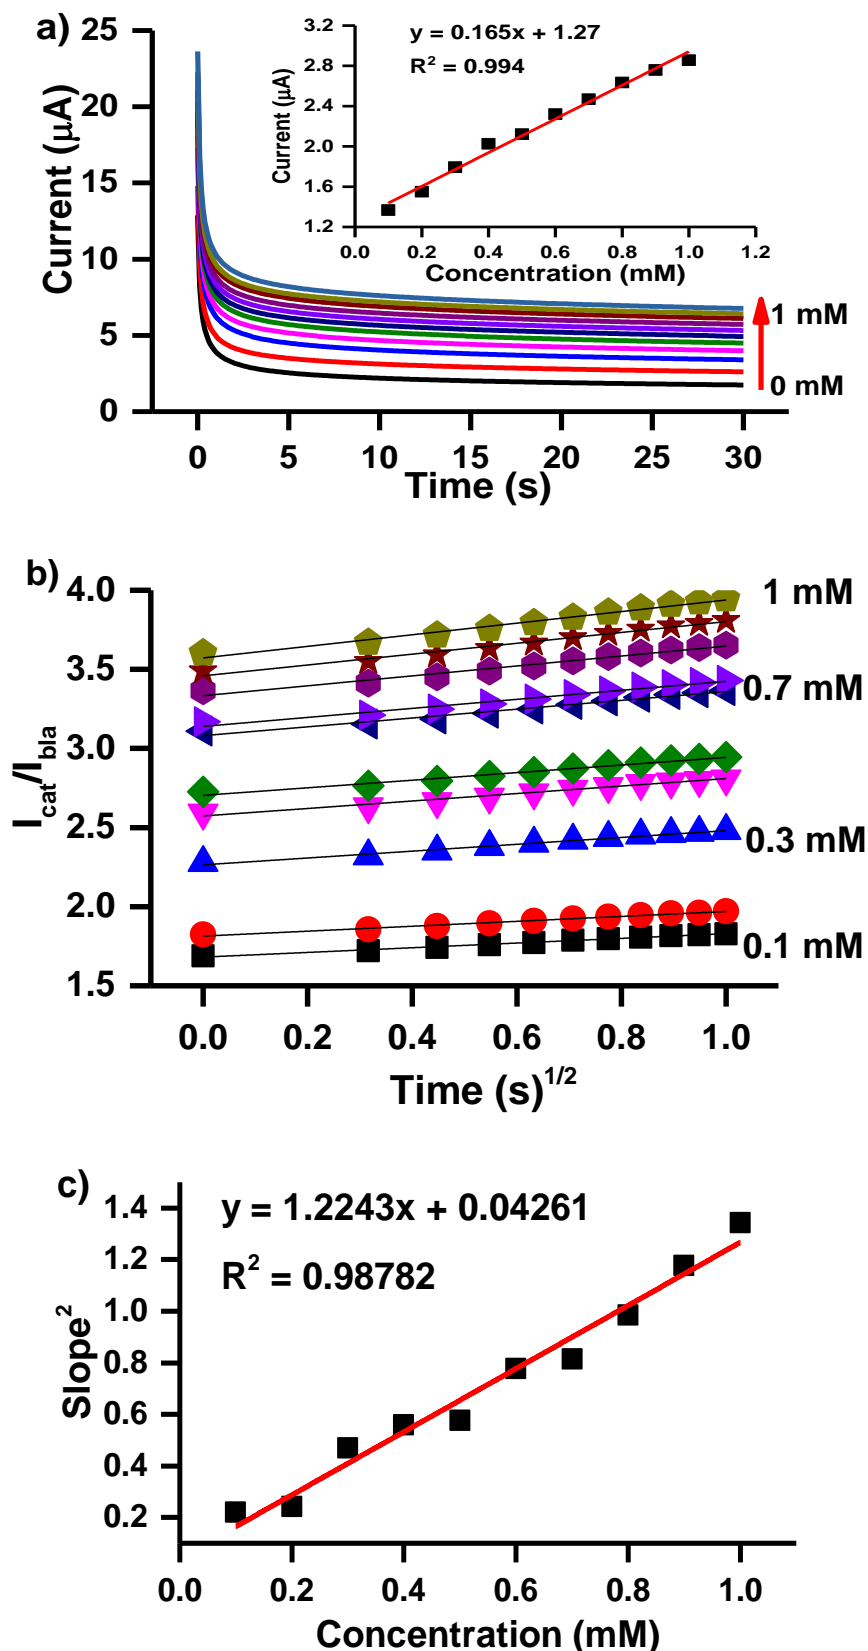 a)
25
20
15
10
5
0
Current (μA)
0 5 10 15 20 25 30
Time (s)
3.2
2.8
2.4
2.0
1.6
1.2
Current (μA)
y = 0.165x + 1.27
R² = 0.994
0.0 0.2 0.4 0.6 0.8 1.0 1.2
Concentration (mM)
1 mM
0 mM
b)
4.0
3.5
3.0
2.5
2.0
1.5
I_cat/I_bla
1 mM
0.7 mM
0.3 mM
0.1 mM
0.0 0.2 0.4 0.6 0.8 1.0
Time (s)^1/2
c)
1.4
1.2
1.0
0.8
0.6
0.4
0.2
Slope²
y = 1.2243x + 0.04261
R² = 0.98782
0.0 0.2 0.4 0.6 0.8 1.0
Concentration (mM)